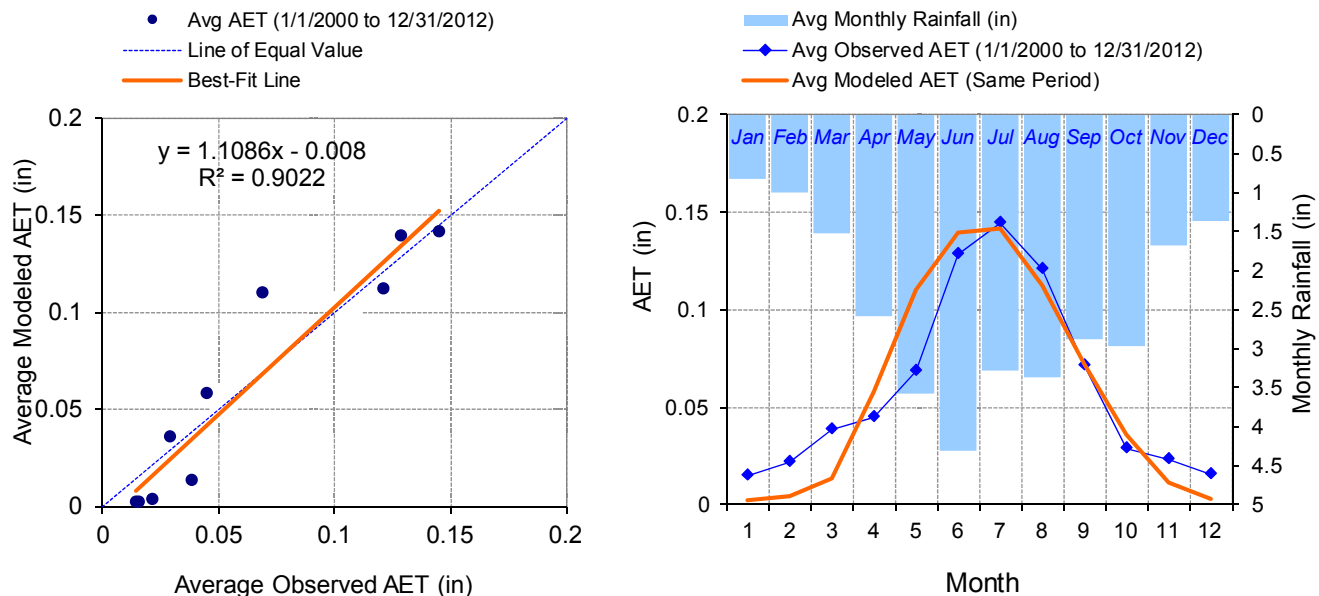 Avg AET (1/1/2000 to 12/31/2012)
Line of Equal Value
Best-Fit Line
y = 1.1086x - 0.008
R² = 0.9022
0.2
0.15
0.1
0.05
0
0 0.05 0.1 0.15 0.2
Average Modeled AET (in)
Average Observed AET (in)
Avg Monthly Rainfall (in)
Avg Observed AET (1/1/2000 to 12/31/2012)
Avg Modeled AET (Same Period)
Jan Feb Mar Apr May Jun Jul Aug Sep Oct Nov Dec
0.2
0.15
0.1
0.05
0
AET (in)
0
0.5
1
1.5
2
2.5
3
3.5
4
4.5
5
Monthly Rainfall (in)
1 2 3 4 5 6 7 8 9 10 11 12
Month